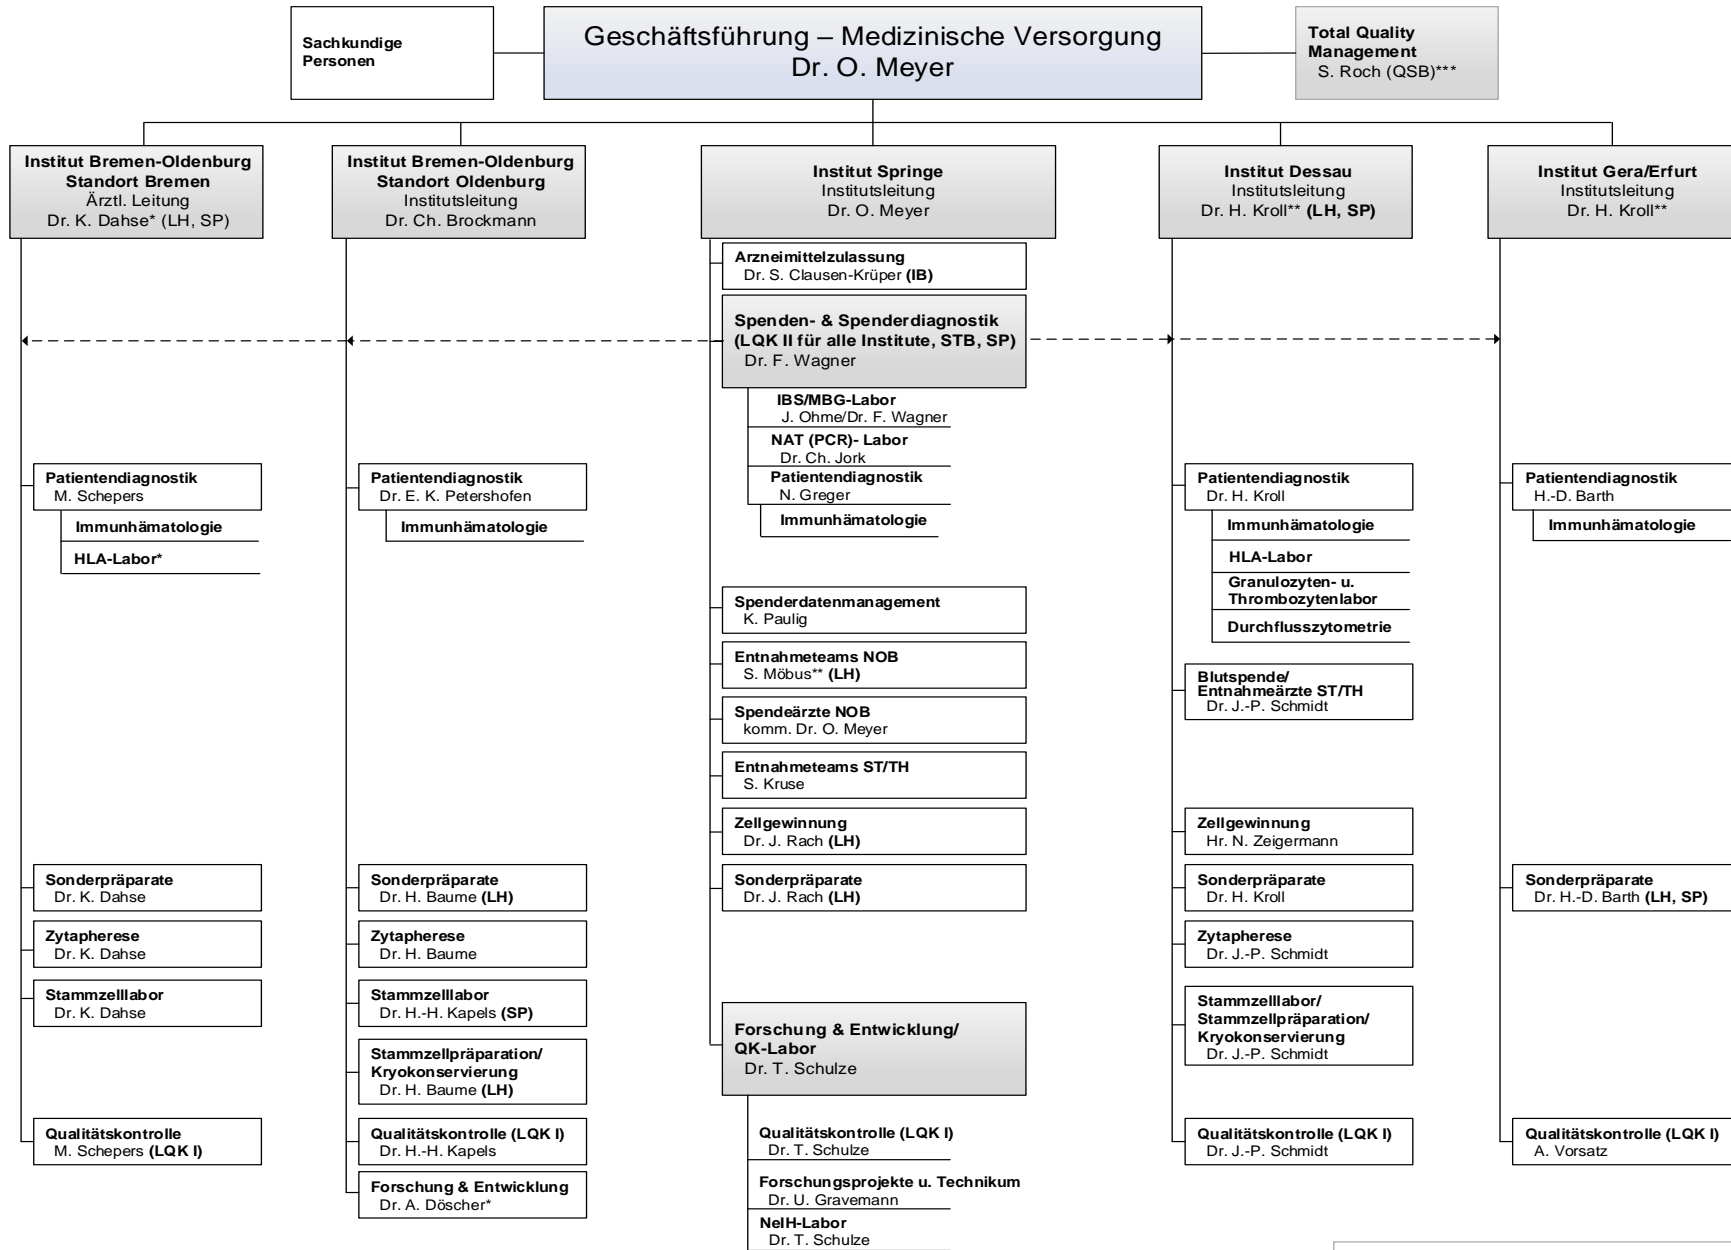 Sachkundige
Personen
Geschäftsführung – Medizinische Versorgung
Dr. O. Meyer
Total Quality
Management
S. Roch (QSB)***
Institut Bremen-Oldenburg
Standort Bremen
Ärztl. Leitung
Dr. K. Dahse* (LH, SP)
Patientendiagnostik
M. Schepers
Immunhämatologie
HLA-Labor*
Sonderpräparate
Dr. K. Dahse
Zytapherese
Dr. K. Dahse
Stammzelllabor
Dr. K. Dahse
Qualitätskontrolle
M. Schepers (LQK I)
Institut Bremen-Oldenburg
Standort Oldenburg
Institutsleitung
Dr. Ch. Brockmann
Patientendiagnostik
Dr. E. K. Petershofen
Immunhämatologie
Sonderpräparate
Dr. H. Baume (LH)
Zytapherese
Dr. H. Baume
Stammzelllabor
Dr. H.-H. Kapels (SP)
Stammzellpräparation/
Kryokonservierung
Dr. H. Baume (LH)
Qualitätskontrolle (LQK I)
Dr. H.-H. Kapels
Forschung & Entwicklung
Dr. A. Döscher*
Institut Springe
Institutsleitung
Dr. O. Meyer
Arzneimittelzulassung
Dr. S. Clausen-Krüper (IB)
Spenden- & Spenderdiagnostik
(LQK II für alle Institute, STB, SP)
Dr. F. Wagner
IBS/MBG-Labor
J. Ohme/Dr. F. Wagner
NAT (PCR)- Labor
Dr. Ch. Jork
Patientendiagnostik
N. Greger
Immunhämatologie
Spenderdatenmanagement
K. Paulig
Entnahmeteams NOB
S. Möbus** (LH)
Spendeärzte NOB
komm. Dr. O. Meyer
Entnahmeteams ST/TH
S. Kruse
Zellgewinnung
Dr. J. Rach (LH)
Sonderpräparate
Dr. J. Rach (LH)
Forschung & Entwicklung/
QK-Labor
Dr. T. Schulze
Qualitätskontrolle (LQK I)
Dr. T. Schulze
Forschungsprojekte u. Technikum
Dr. U. Gravemann
NeIH-Labor
Dr. T. Schulze
Institut Dessau
Institutsleitung
Dr. H. Kroll** (LH, SP)
Patientendiagnostik
Dr. H. Kroll
Immunhämatologie
HLA-Labor
Granulozyten- u.
Thrombozytenlabor
Durchflusszytometrie
Blutspende/
Entnahmeärzte ST/TH
Dr. J.-P. Schmidt
Zellgewinnung
Hr. N. Zeigermann
Sonderpräparate
Dr. H. Kroll
Zytapherese
Dr. J.-P. Schmidt
Stammzelllabor/
Stammzellpräparation/
Kryokonservierung
Dr. J.-P. Schmidt
Qualitätskontrolle (LQK I)
Dr. J.-P. Schmidt
Institut Gera/Erfurt
Institutsleitung
Dr. H. Kroll**
Patientendiagnostik
H.-D. Barth
Immunhämatologie
Sonderpräparate
Dr. H.-D. Barth (LH, SP)
Qualitätskontrolle (LQK I)
A. Vorsatz